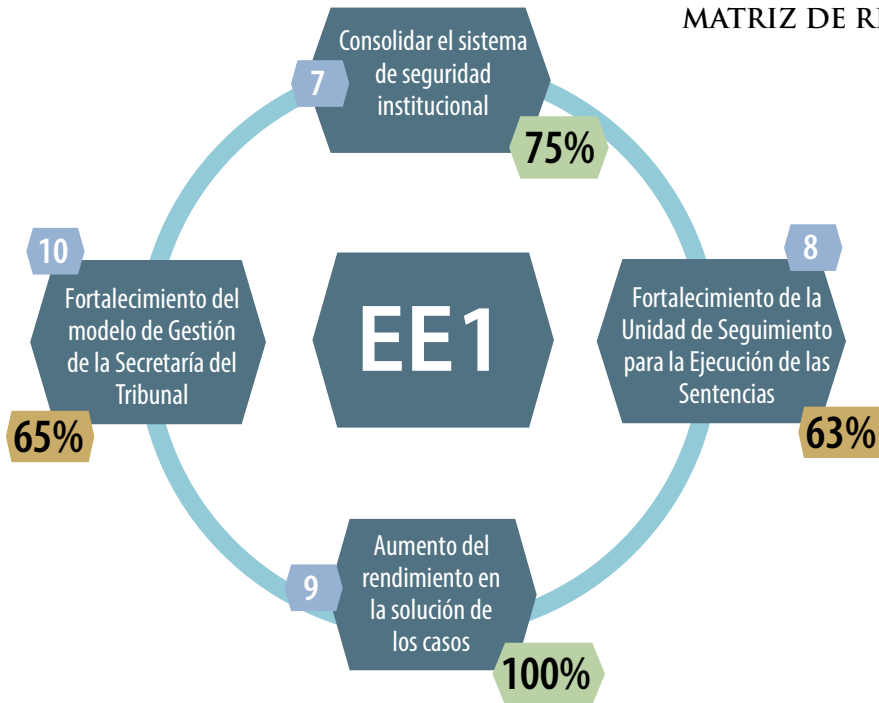 MATRIZ DE
7
Consolidar el sistema
de seguridad
institucional
75%
10
Fortalecimiento del
modelo de Gestión
de la Secretaría del
Tribunal
65%
EE1
8
Fortalecimiento de la
Unidad de Seguimiento
para la Ejecución de las
Sentencias
63%
9
Aumento del
rendimiento en
la solución de
los casos
100%